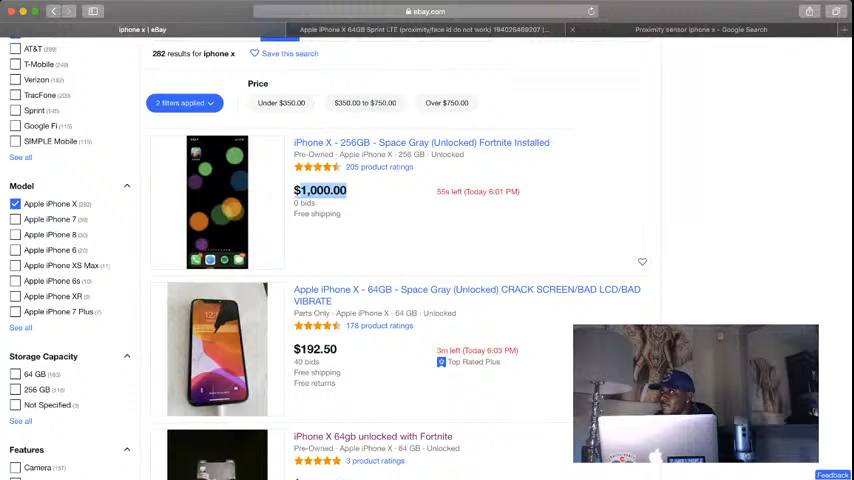 ebay.com
iphone x | eBay
Apple iPhone X 64GB Sprint LTE (proximity/face id do not work) 194026469207 |...
Proximity sensor iphone x - Google Search
AT&T (289)
T-Mobile (249)
Verizon (182)
TracFone (203)
Sprint (145)
Google Fi (115)
SIMPLE Mobile (115)
See all
Model
Apple iPhone X (282)
Apple iPhone 7 (39)
Apple iPhone 8 (30)
Apple iPhone 6 (20)
Apple iPhone XS Max (11)
Apple iPhone 6s (10)
Apple iPhone XR (9)
Apple iPhone 7 Plus (7)
See all
Storage Capacity
64 GB (163)
256 GB (116)
Not Specified (3)
See all
Features
Camera (157)
282 results for iphone x
Save this search
Price
2 filters applied
Under $350.00
$350.00 to $750.00
Over $750.00
iPhone X - 256GB - Space Gray (Unlocked) Fortnite Installed
Pre-Owned · Apple iPhone X · 256 GB · Unlocked
205 product ratings
$1,000.00
55s left (Today 6:01 PM)
0 bids
Free shipping
Apple iPhone X - 64GB - Space Gray (Unlocked) CRACK SCREEN/BAD LCD/BAD
VIBRATE
Parts Only · Apple iPhone X · 64 GB · Unlocked
178 product ratings
$192.50
3m left (Today 6:03 PM)
40 bids
Top Rated Plus
Free shipping
Free returns
iPhone X 64gb unlocked with Fortnite
Pre-Owned · Apple iPhone X · 64 GB · Unlocked
3 product ratings
Feedback